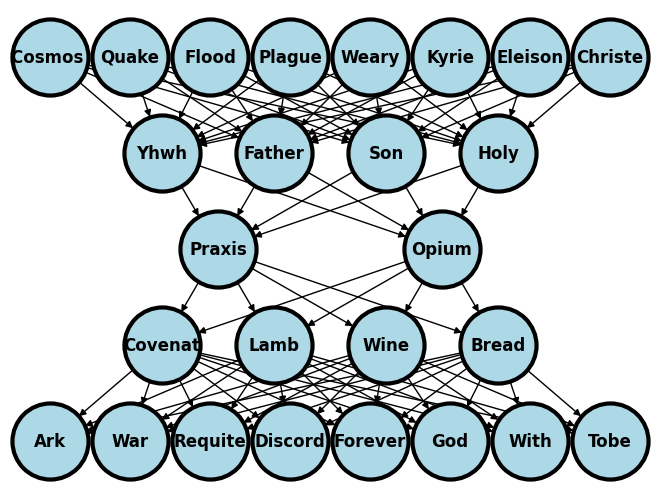 Cosmos Quake Flood Plague Weary Kyrie Eleison Christe
Yhwh Father Son Holy
Praxis Opium
Covenat Lamb Wine Bread
Ark War Requite Discord Forever God With Tobe